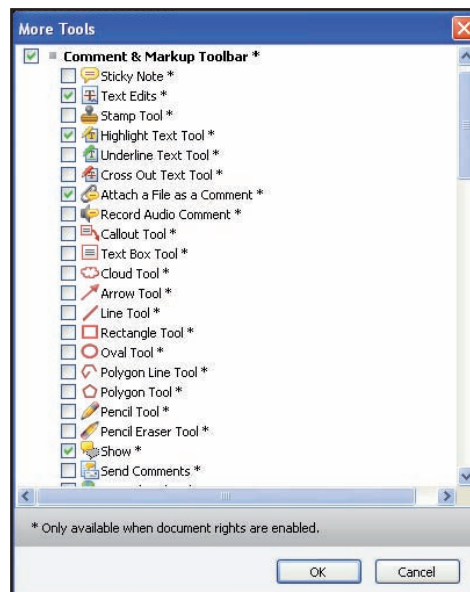 More Tools
Comment & Markup Toolbar *
Sticky Note *
Text Edits *
Stamp Tool *
Highlight Text Tool *
Underline Text Tool *
Cross Out Text Tool *
Attach a File as a Comment *
Record Audio Comment *
Callout Tool *
Text Box Tool *
Cloud Tool *
Arrow Tool *
Line Tool *
Rectangle Tool *
Oval Tool *
Polygon Line Tool *
Polygon Tool *
Pencil Tool *
Pencil Eraser Tool *
Show *
Send Comments *
* Only available when document rights are enabled.
OK Cancel